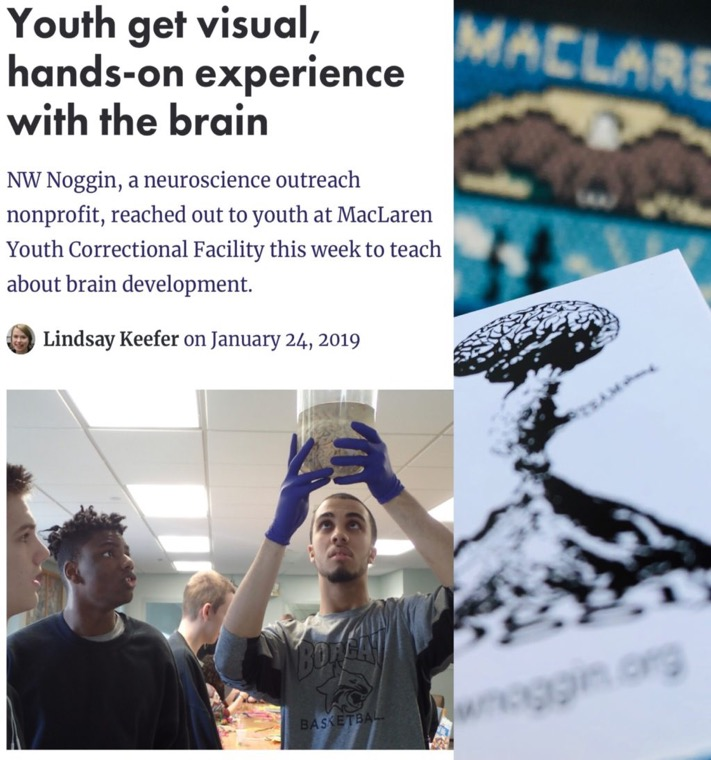 Youth get visual,
hands-on experience
with the brain
NW Noggin, a neuroscience outreach
nonprofit, reached out to youth at MacLaren
Youth Correctional Facility this week to teach
about brain development.
Lindsay Keefer on January 24, 2019
BOBCAT
BASKETBAL
MACLARE
wnoggin.org